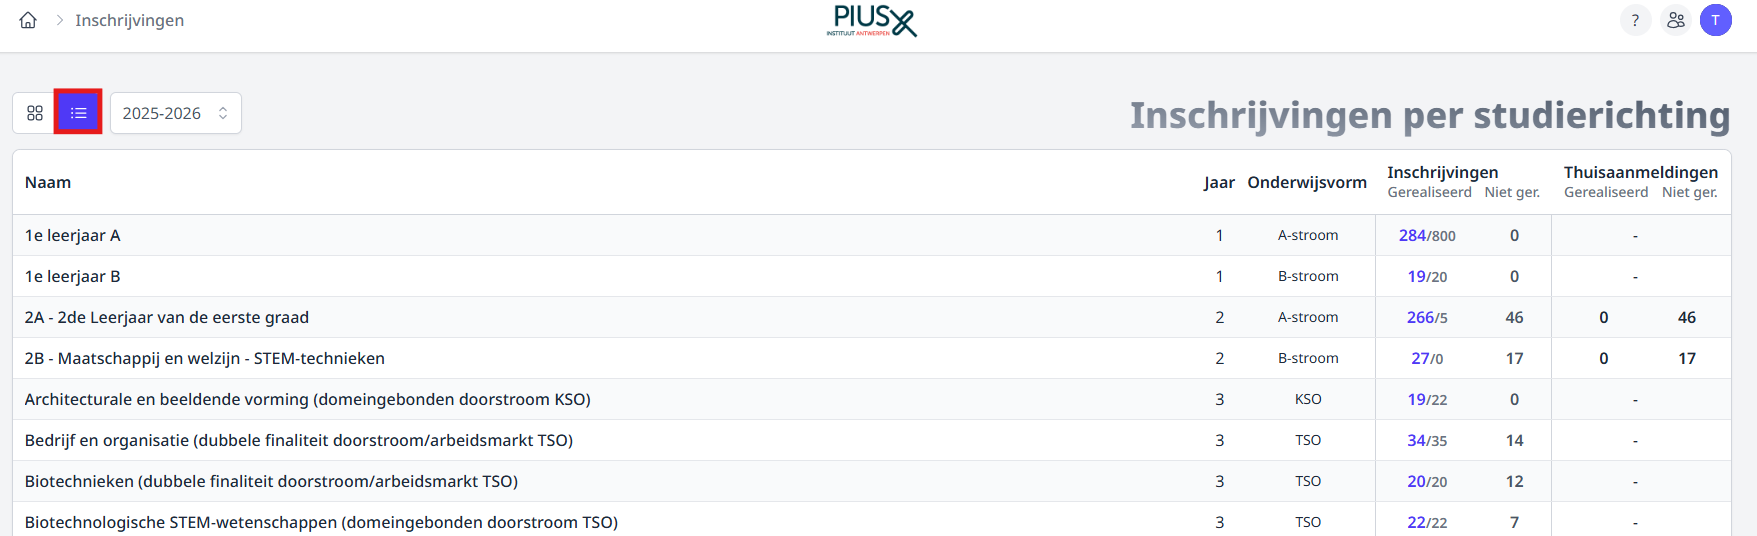 Inschrijvingen
PIUSX
INSTITUUT ANTWERPEN
?
T
2025-2026
Inschrijvingen per studierichting
Naam Jaar Onderwijsvorm Inschrijvingen Thuisaanmeldingen
Gerealiseerd Niet ger. Gerealiseerd Niet ger.
1e leerjaar A 1 A-stroom 284/800 0 -
1e leerjaar B 1 B-stroom 19/20 0 -
2A - 2de Leerjaar van de eerste graad 2 A-stroom 266/5 46 0 46
2B - Maatschappij en welzijn - STEM-technieken 2 B-stroom 27/0 17 0 17
Architecturale en beeldende vorming (domeingebonden doorstroom KSO) 3 KSO 19/22 0 -
Bedrijf en organisatie (dubbele finaliteit doorstroom/arbeidsmarkt TSO) 3 TSO 34/35 14 -
Biotechnieken (dubbele finaliteit doorstroom/arbeidsmarkt TSO) 3 TSO 20/20 12 -
Biotechnologische STEM-wetenschappen (domeingebonden doorstroom TSO) 3 TSO 22/22 7 -